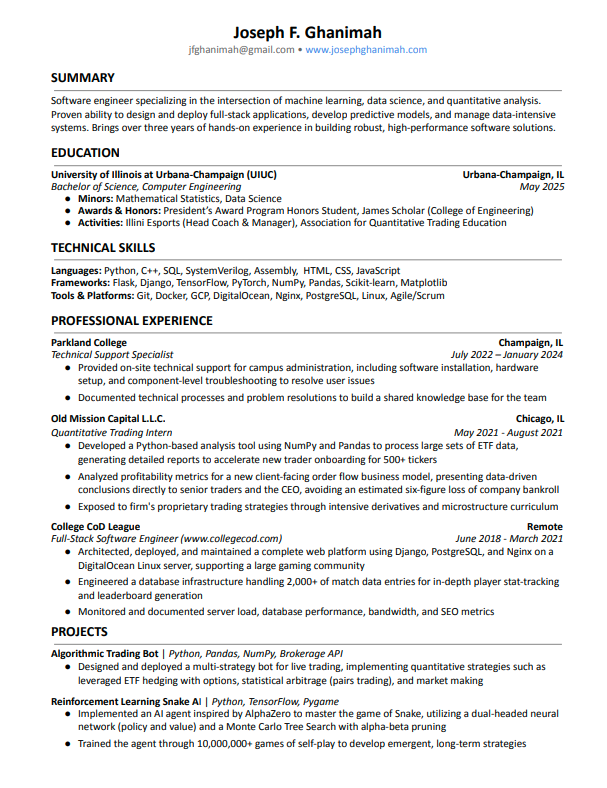 Joseph F. Ghanimah
jfghanimah@gmail.com • www.josephghanimah.com
SUMMARY
Software engineer specializing in the intersection of machine learning, data science, and quantitative analysis.
Proven ability to design and deploy full-stack applications, develop predictive models, and manage data-intensive
systems. Brings over three years of hands-on experience in building robust, high-performance software solutions.
EDUCATION
University of Illinois at Urbana-Champaign (UIUC) Urbana-Champaign, IL
Bachelor of Science, Computer Engineering May 2025
● Minors: Mathematical Statistics, Data Science
● Awards & Honors: President's Award Program Honors Student, James Scholar (College of Engineering)
● Activities: Illini Esports (Head Coach & Manager), Association for Quantitative Trading Education
TECHNICAL SKILLS
Languages: Python, C++, SQL, SystemVerilog, Assembly, HTML, CSS, JavaScript
Frameworks: Flask, Django, TensorFlow, PyTorch, NumPy, Pandas, Scikit-learn, Matplotlib
Tools & Platforms: Git, Docker, GCP, DigitalOcean, Nginx, PostgreSQL, Linux, Agile/Scrum
PROFESSIONAL EXPERIENCE
Parkland College Champaign, IL
Technical Support Specialist July 2022 – January 2024
● Provided on-site technical support for campus administration, including software installation, hardware
setup, and component-level troubleshooting to resolve user issues
● Documented technical processes and problem resolutions to build a shared knowledge base for the team
Old Mission Capital L.L.C. Chicago, IL
Quantitative Trading Intern May 2021 - August 2021
● Developed a Python-based analysis tool using NumPy and Pandas to process large sets of ETF data,
generating detailed reports to accelerate new trader onboarding for 500+ tickers
● Analyzed profitability metrics for a new client-facing order flow business model, presenting data-driven
conclusions directly to senior traders and the CEO, avoiding an estimated six-figure loss of company bankroll
● Exposed to firm's proprietary trading strategies through intensive derivatives and microstructure curriculum
College CoD League Remote
Full-Stack Software Engineer (www.collegecod.com) June 2018 - March 2021
● Architected, deployed, and maintained a complete web platform using Django, PostgreSQL, and Nginx on a
DigitalOcean Linux server, supporting a large gaming community
● Engineered a database infrastructure handling 2,000+ of match data entries for in-depth player stat-tracking
and leaderboard generation
● Monitored and documented server load, database performance, bandwidth, and SEO metrics
PROJECTS
Algorithmic Trading Bot | Python, Pandas, NumPy, Brokerage API
● Designed and deployed a multi-strategy bot for live trading, implementing quantitative strategies such as
leveraged ETF hedging with options, statistical arbitrage (pairs trading), and market making
Reinforcement Learning Snake AI | Python, TensorFlow, Pygame
● Implemented an AI agent inspired by AlphaZero to master the game of Snake, utilizing a dual-headed neural
network (policy and value) and a Monte Carlo Tree Search with alpha-beta pruning
● Trained the agent through 10,000,000+ games of self-play to develop emergent, long-term strategies